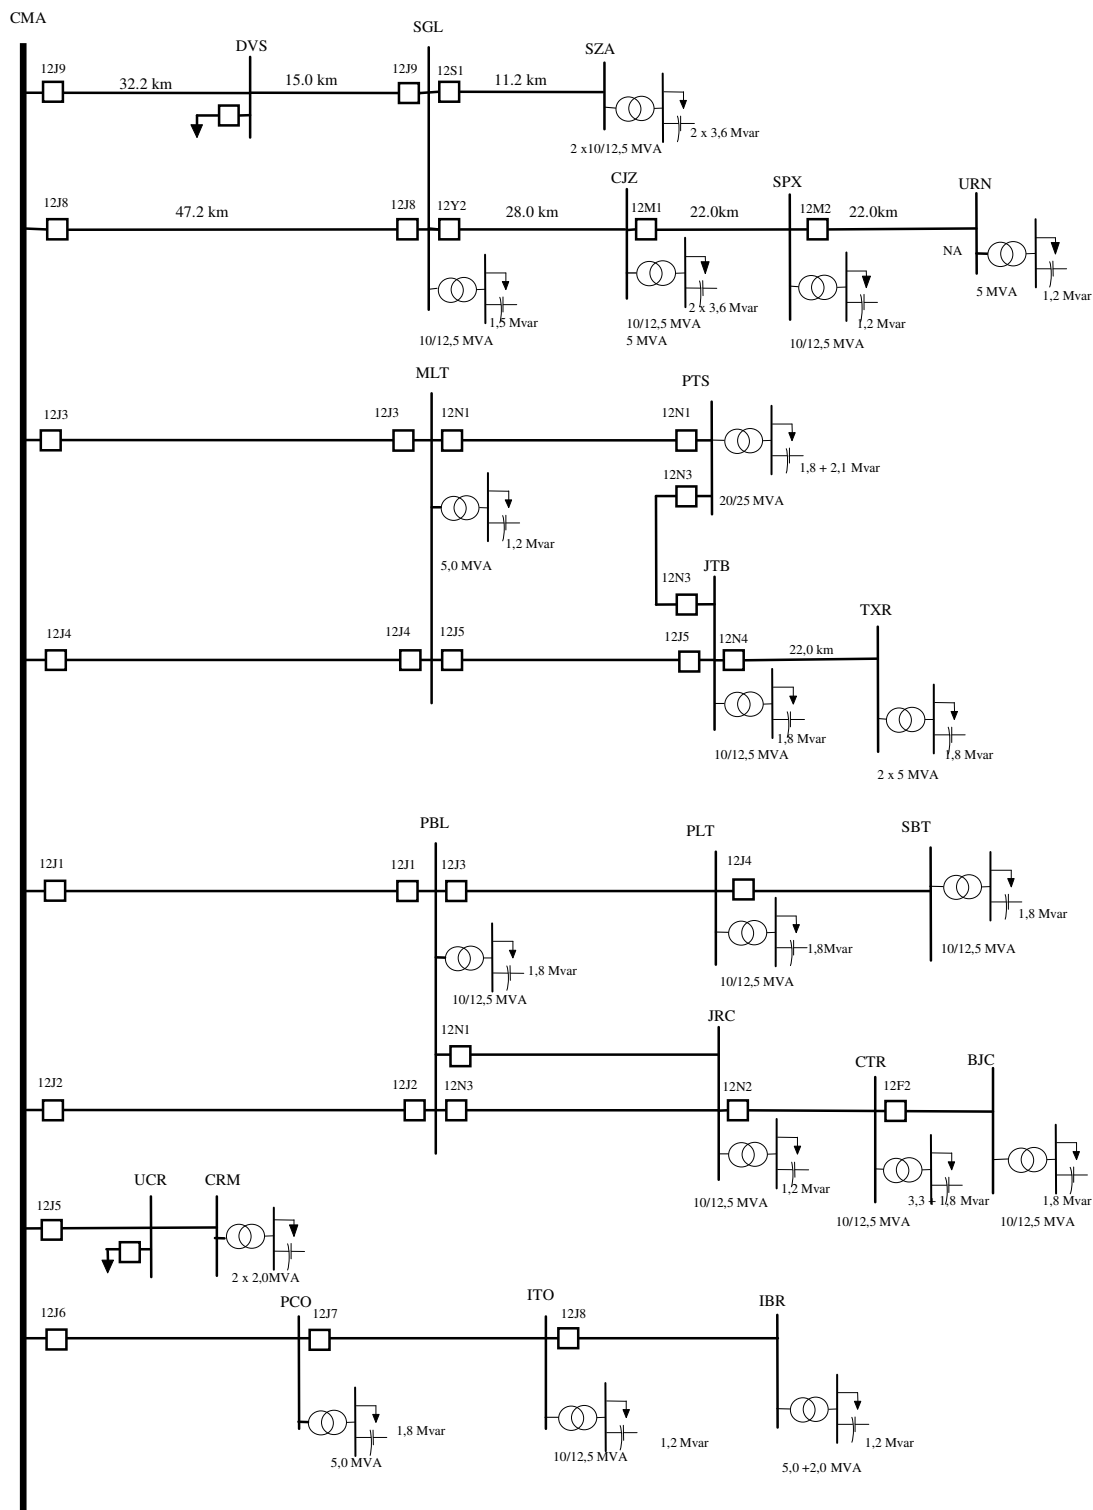 CMA
SGL
DVS
SZA
12J9
32.2 km
15.0 km
12J9
12S1
11.2 km
2 x 3,6 Mvar
2 x10/12,5 MVA
CJZ
SPX
URN
12J8
47.2 km
12J8
12Y2
28.0 km
12M1
22.0km
12M2
22.0km
NA
5 MVA
1,2 Mvar
1,5 Mvar
10/12,5 MVA
2 x 3,6 Mvar
10/12,5 MVA
5 MVA
1,2 Mvar
10/12,5 MVA
MLT
PTS
12J3
12J3
12N1
12N1
1,8 + 2,1 Mvar
12N3
20/25 MVA
1,2 Mvar
5,0 MVA
JTB
12N3
TXR
12J4
12J4
12J5
12J5
12N4
22,0 km
1,8 Mvar
10/12,5 MVA
1,8 Mvar
2 x 5 MVA
PBL
PLT
SBT
12J1
12J1
12J3
12J4
1,8 Mvar
10/12,5 MVA
1,8Mvar
10/12,5 MVA
1,8 Mvar
10/12,5 MVA
JRC
12N1
CTR
BJC
12J2
12J2
12N3
12N2
12F2
1,2 Mvar
10/12,5 MVA
3,3 + 1,8 Mvar
10/12,5 MVA
1,8 Mvar
10/12,5 MVA
UCR
CRM
12J5
2 x 2,0MVA
PCO
ITO
IBR
12J6
12J7
12J8
1,8 Mvar
5,0 MVA
1,2 Mvar
10/12,5 MVA
1,2 Mvar
5,0 +2,0 MVA